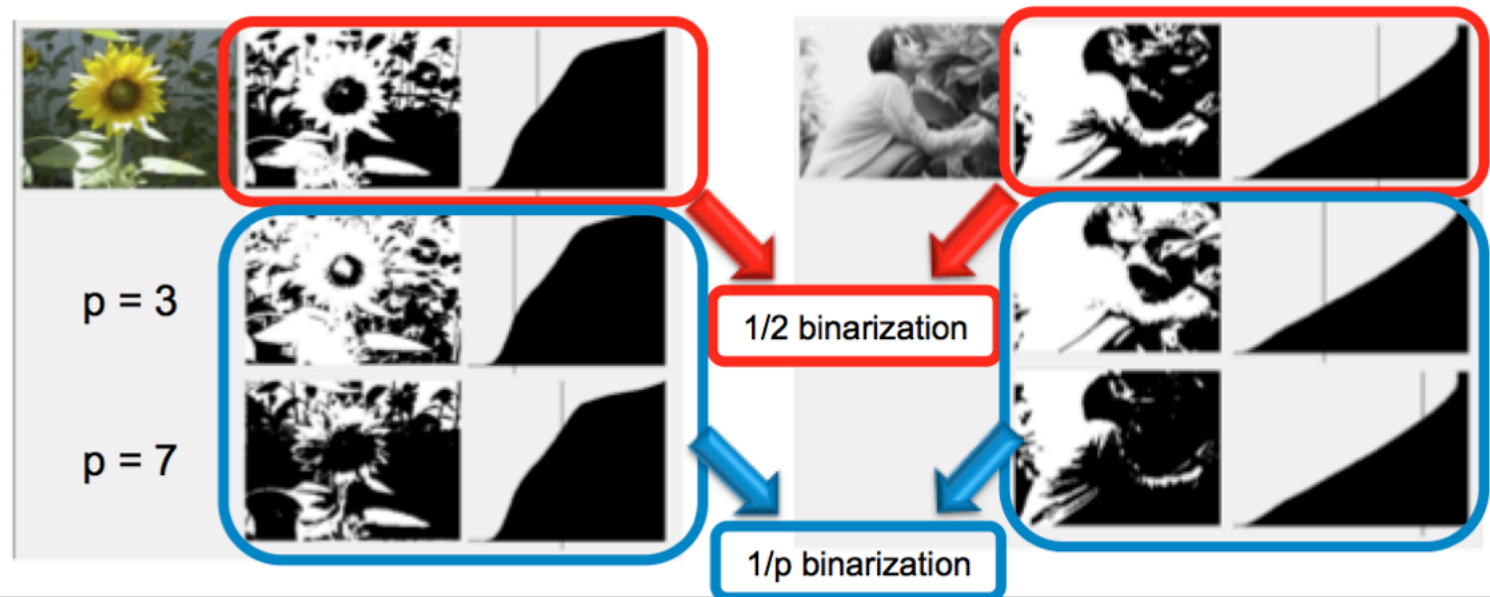 p = 3
1/2 binarization
p = 7
1/p binarization